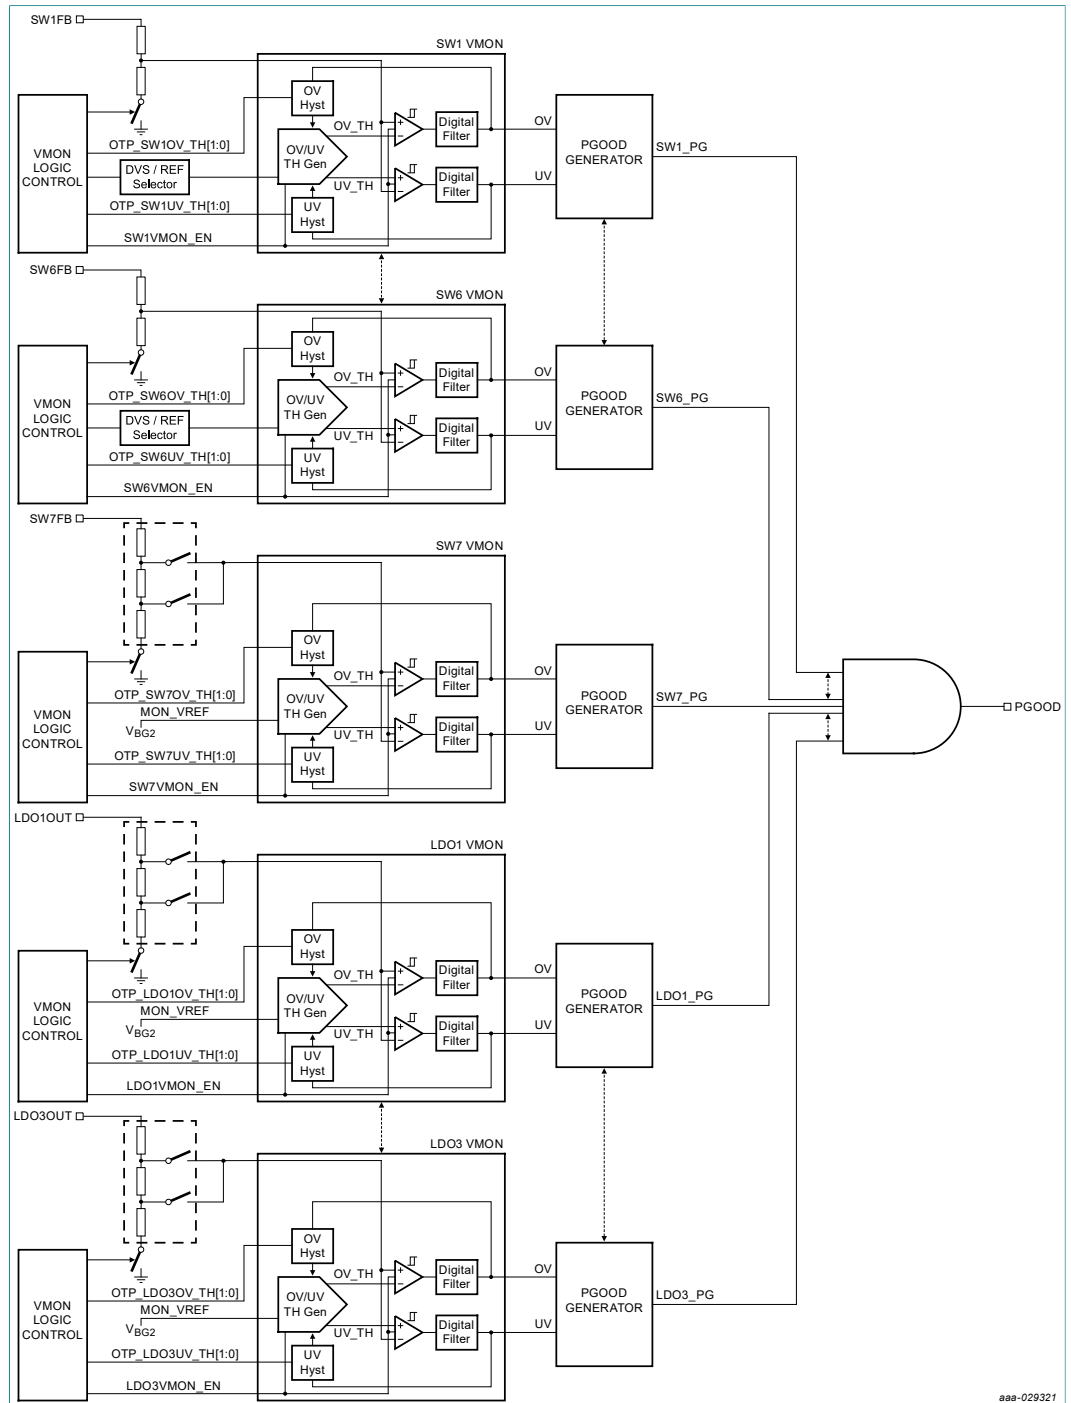 SW1FB
SW1 VMON
VMON
LOGIC
CONTROL
OTP_SW1OV_TH[1:0]
DVS / REF
Selector
OTP_SW1UV_TH[1:0]
SW1VMON_EN
OV
Hyst
OV/UV
TH Gen
UV
Hyst
OV_TH
UV_TH
+
−
+
−
Digital
Filter
Digital
Filter
OV
UV
PGOOD
GENERATOR
SW1_PG
SW6FB
SW6 VMON
VMON
LOGIC
CONTROL
OTP_SW6OV_TH[1:0]
DVS / REF
Selector
OTP_SW6UV_TH[1:0]
SW6VMON_EN
OV
Hyst
OV/UV
TH Gen
UV
Hyst
OV_TH
UV_TH
+
−
+
−
Digital
Filter
Digital
Filter
OV
UV
PGOOD
GENERATOR
SW6_PG
SW7FB
SW7 VMON
VMON
LOGIC
CONTROL
OTP_SW7OV_TH[1:0]
MON_VREF
VBG2
OTP_SW7UV_TH[1:0]
SW7VMON_EN
OV
Hyst
OV/UV
TH Gen
UV
Hyst
OV_TH
UV_TH
+
−
+
−
Digital
Filter
Digital
Filter
OV
UV
PGOOD
GENERATOR
SW7_PG
PGOOD
LDO1OUT
LDO1 VMON
VMON
LOGIC
CONTROL
OTP_LDO1OV_TH[1:0]
MON_VREF
VBG2
OTP_LDO1UV_TH[1:0]
LDO1VMON_EN
OV
Hyst
OV/UV
TH Gen
UV
Hyst
OV_TH
UV_TH
+
−
+
−
Digital
Filter
Digital
Filter
OV
UV
PGOOD
GENERATOR
LDO1_PG
LDO3OUT
LDO3 VMON
VMON
LOGIC
CONTROL
OTP_LDO3OV_TH[1:0]
MON_VREF
VBG2
OTP_LDO3UV_TH[1:0]
LDO3VMON_EN
OV
Hyst
OV/UV
TH Gen
UV
Hyst
OV_TH
UV_TH
+
−
+
−
Digital
Filter
Digital
Filter
OV
UV
PGOOD
GENERATOR
LDO3_PG
aaa-029321